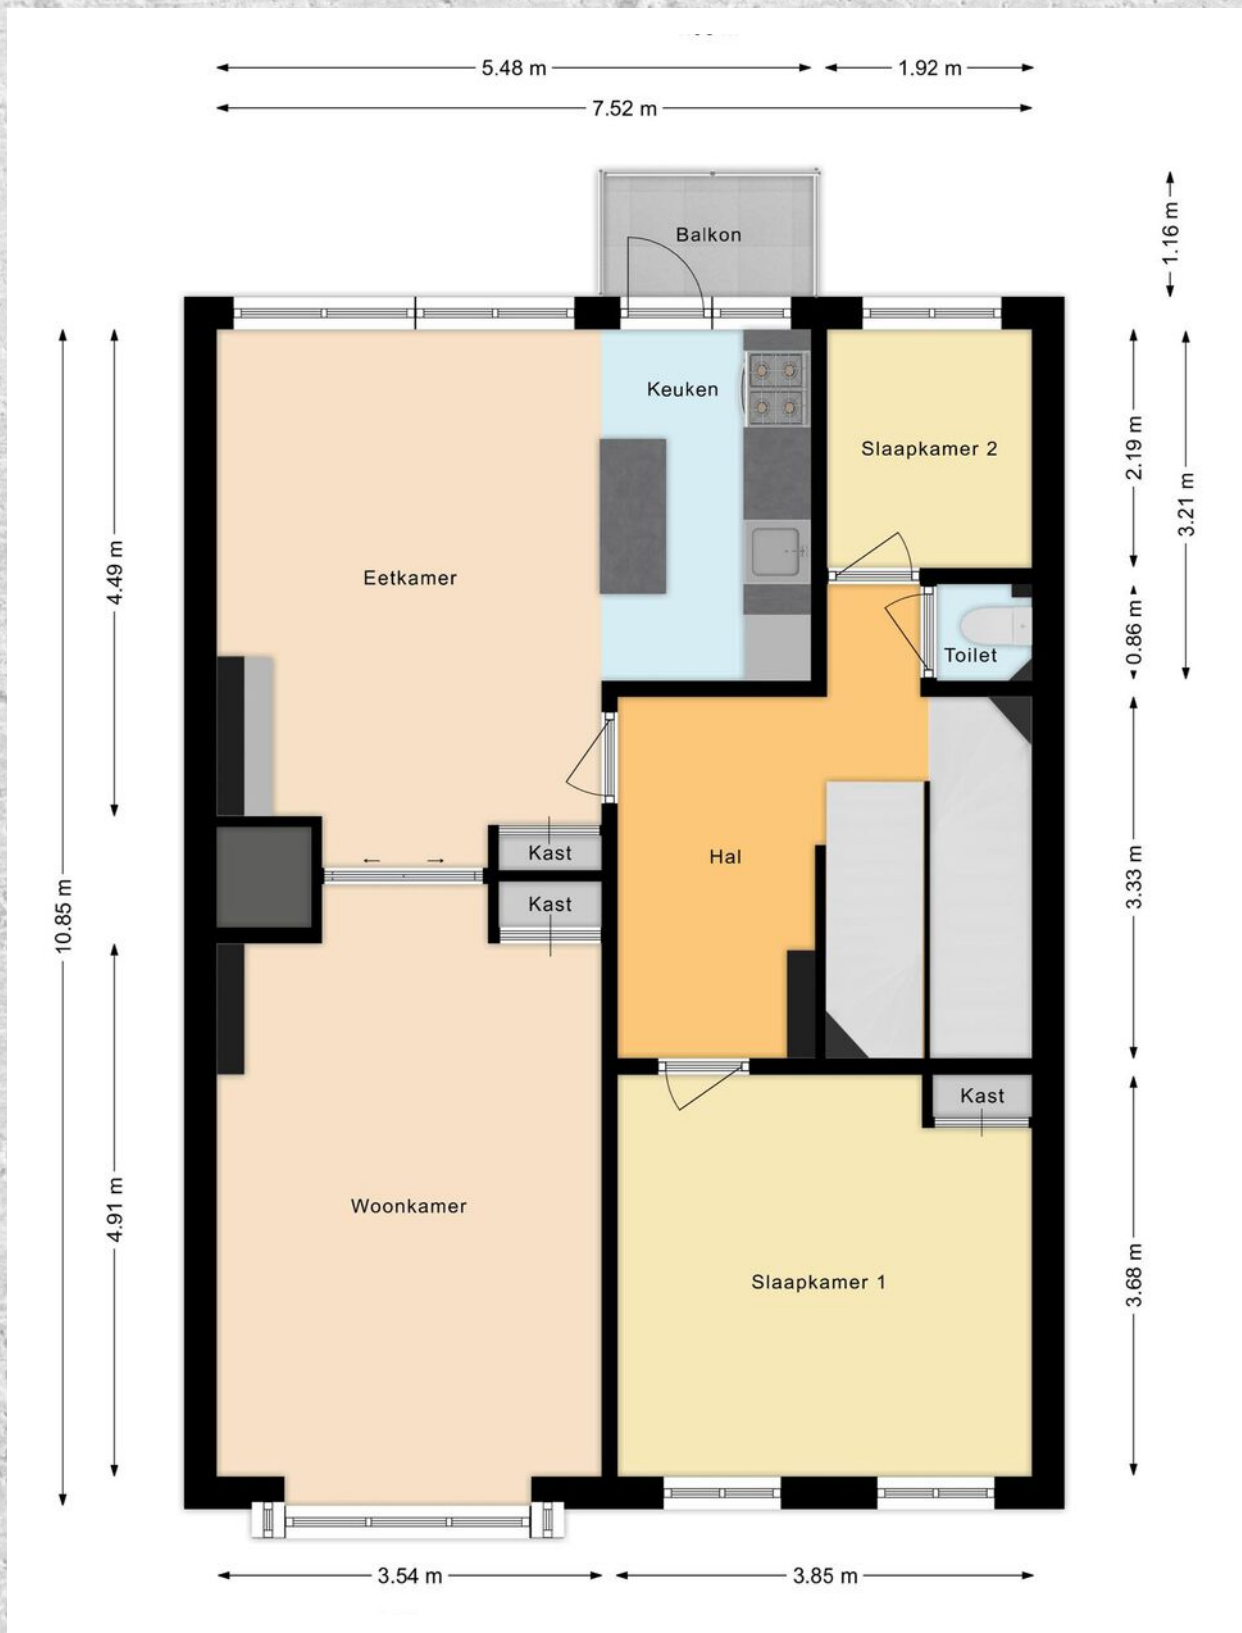 5.48 m
1.92 m
7.52 m
1.16 m
Balkon
Keuken
Slaapkamer 2
2.19 m
3.21 m
4.49 m
Eetkamer
0.86 m
Toilet
Kast
Hal
3.33 m
Kast
10.85 m
Kast
4.91 m
Woonkamer
Slaapkamer 1
3.68 m
3.54 m
3.85 m